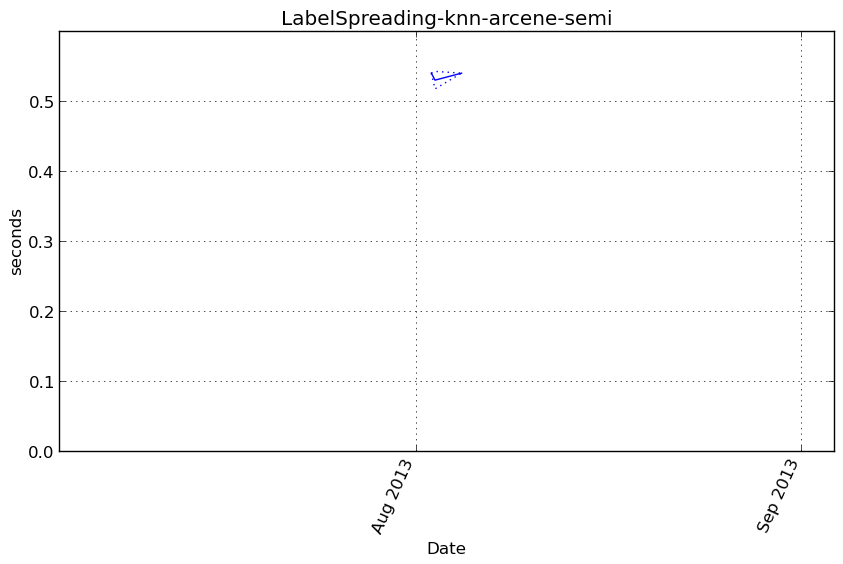 LabelSpreading-knn-arcene-semi
seconds
0.5
0.4
0.3
0.2
0.1
0.0
Aug 2013
Sep 2013
Date